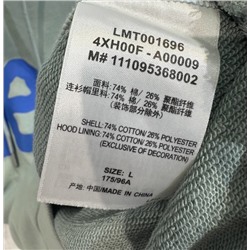 LMT001696
4XH00F - A00009
M# 111095368002
面料:74% 棉/ 26% 聚酯纤维
连衫帽里料:74% 棉/ 26% 聚酯纤维
(装饰部分除外)
SHELL: 74% COTTON/ 26% POLYESTER
HOOD LINING: 74% COTTON/26% POLYESTER
(EXCLUSIVE OF DECORATION)
SIZE: L
175/96A
产地: 中国/MADE IN CHINA